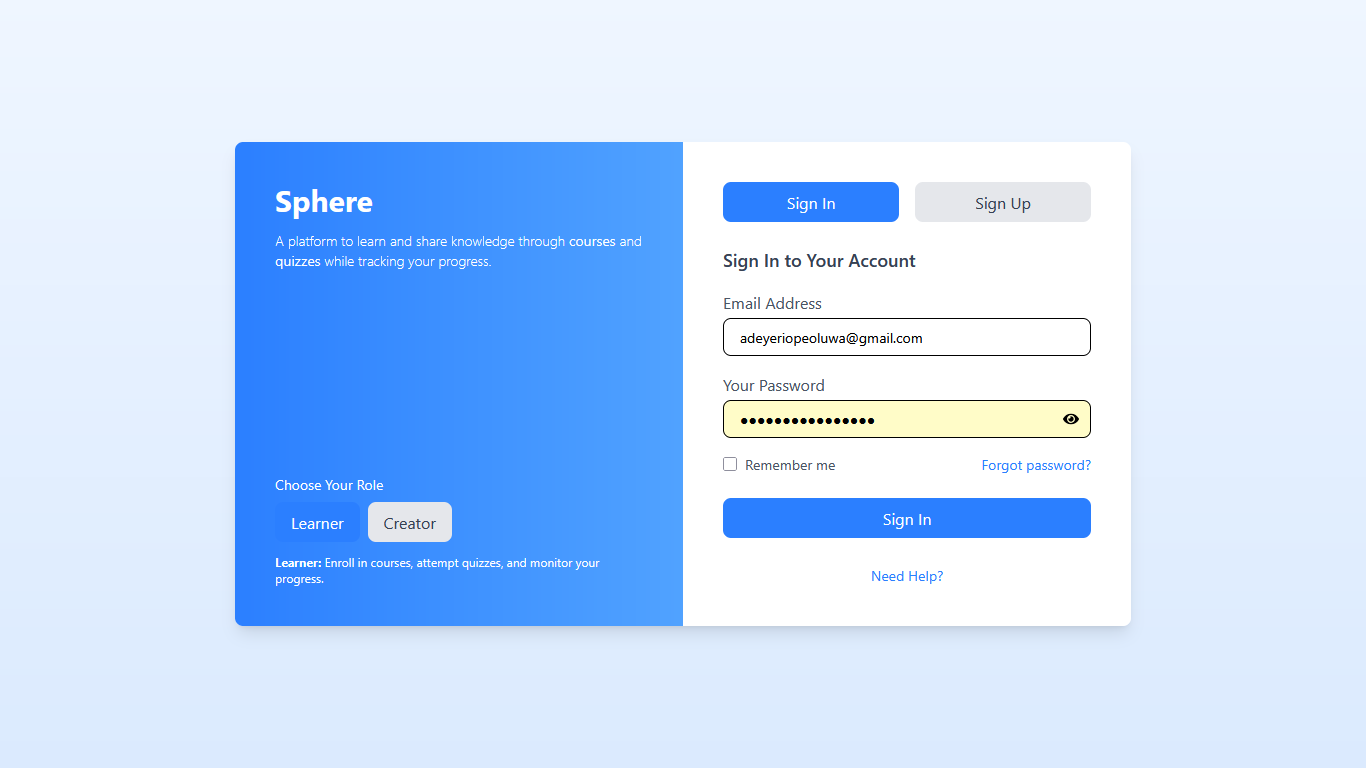 Sphere
A platform to learn and share knowledge through courses and
quizzes while tracking your progress.
Choose Your Role
Learner Creator
Learner: Enroll in courses, attempt quizzes, and monitor your
progress.
Sign In Sign Up
Sign In to Your Account
Email Address
adeyeriopeoluwa@gmail.com
Your Password
••••••••••••••••
Remember me Forgot password?
Sign In
Need Help?